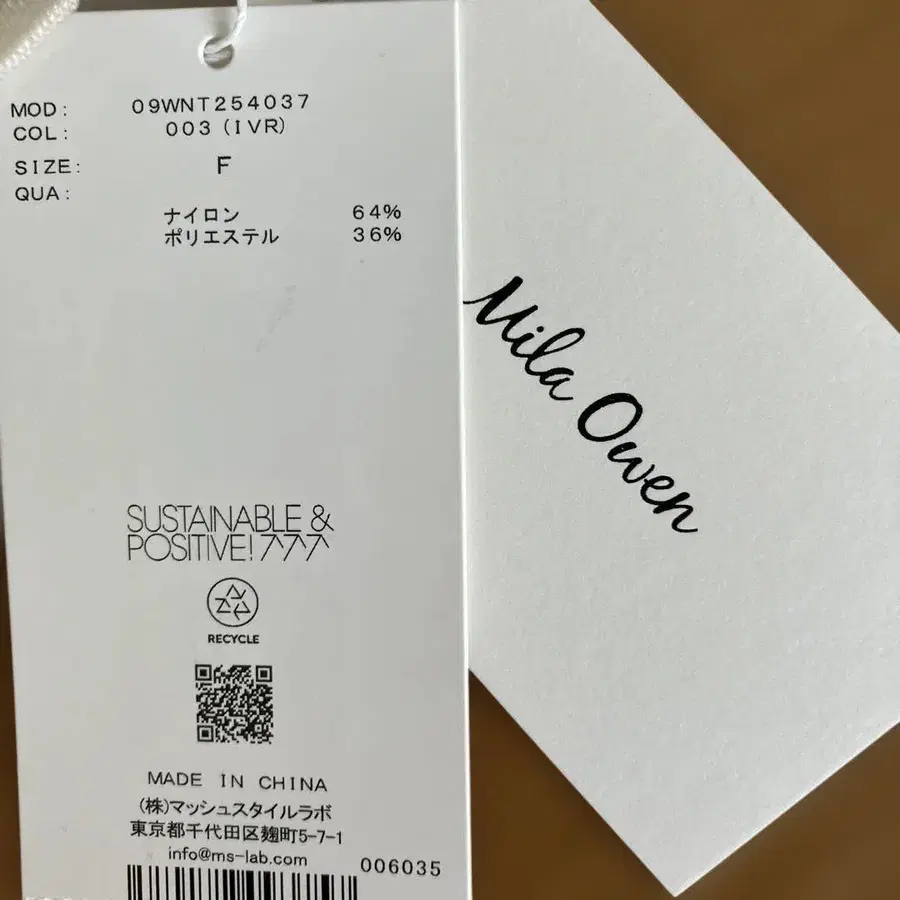 MOD: 09WNT254037
COL: 003 (IVR)
SIZE: F
QUA:
ナイロン 64%
ポリエステル 36%
SUSTAINABLE &
POSITIVE!
RECYCLE
MADE IN CHINA
(株)マッシュスタイルラボ
東京都千代田区麹町5-7-1
info@ms-lab.com
006035
Mila Owen